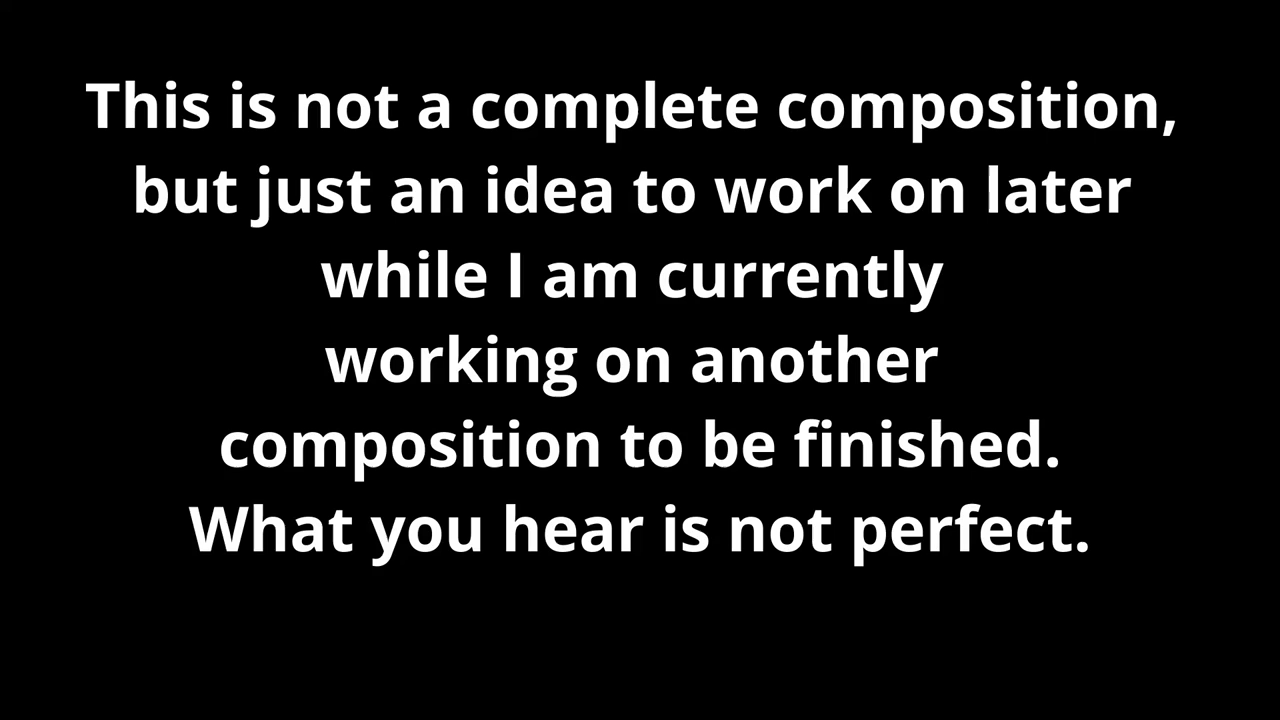 This is not a complete composition,
but just an idea to work on later
while I am currently
working on another
composition to be finished.
What you hear is not perfect.